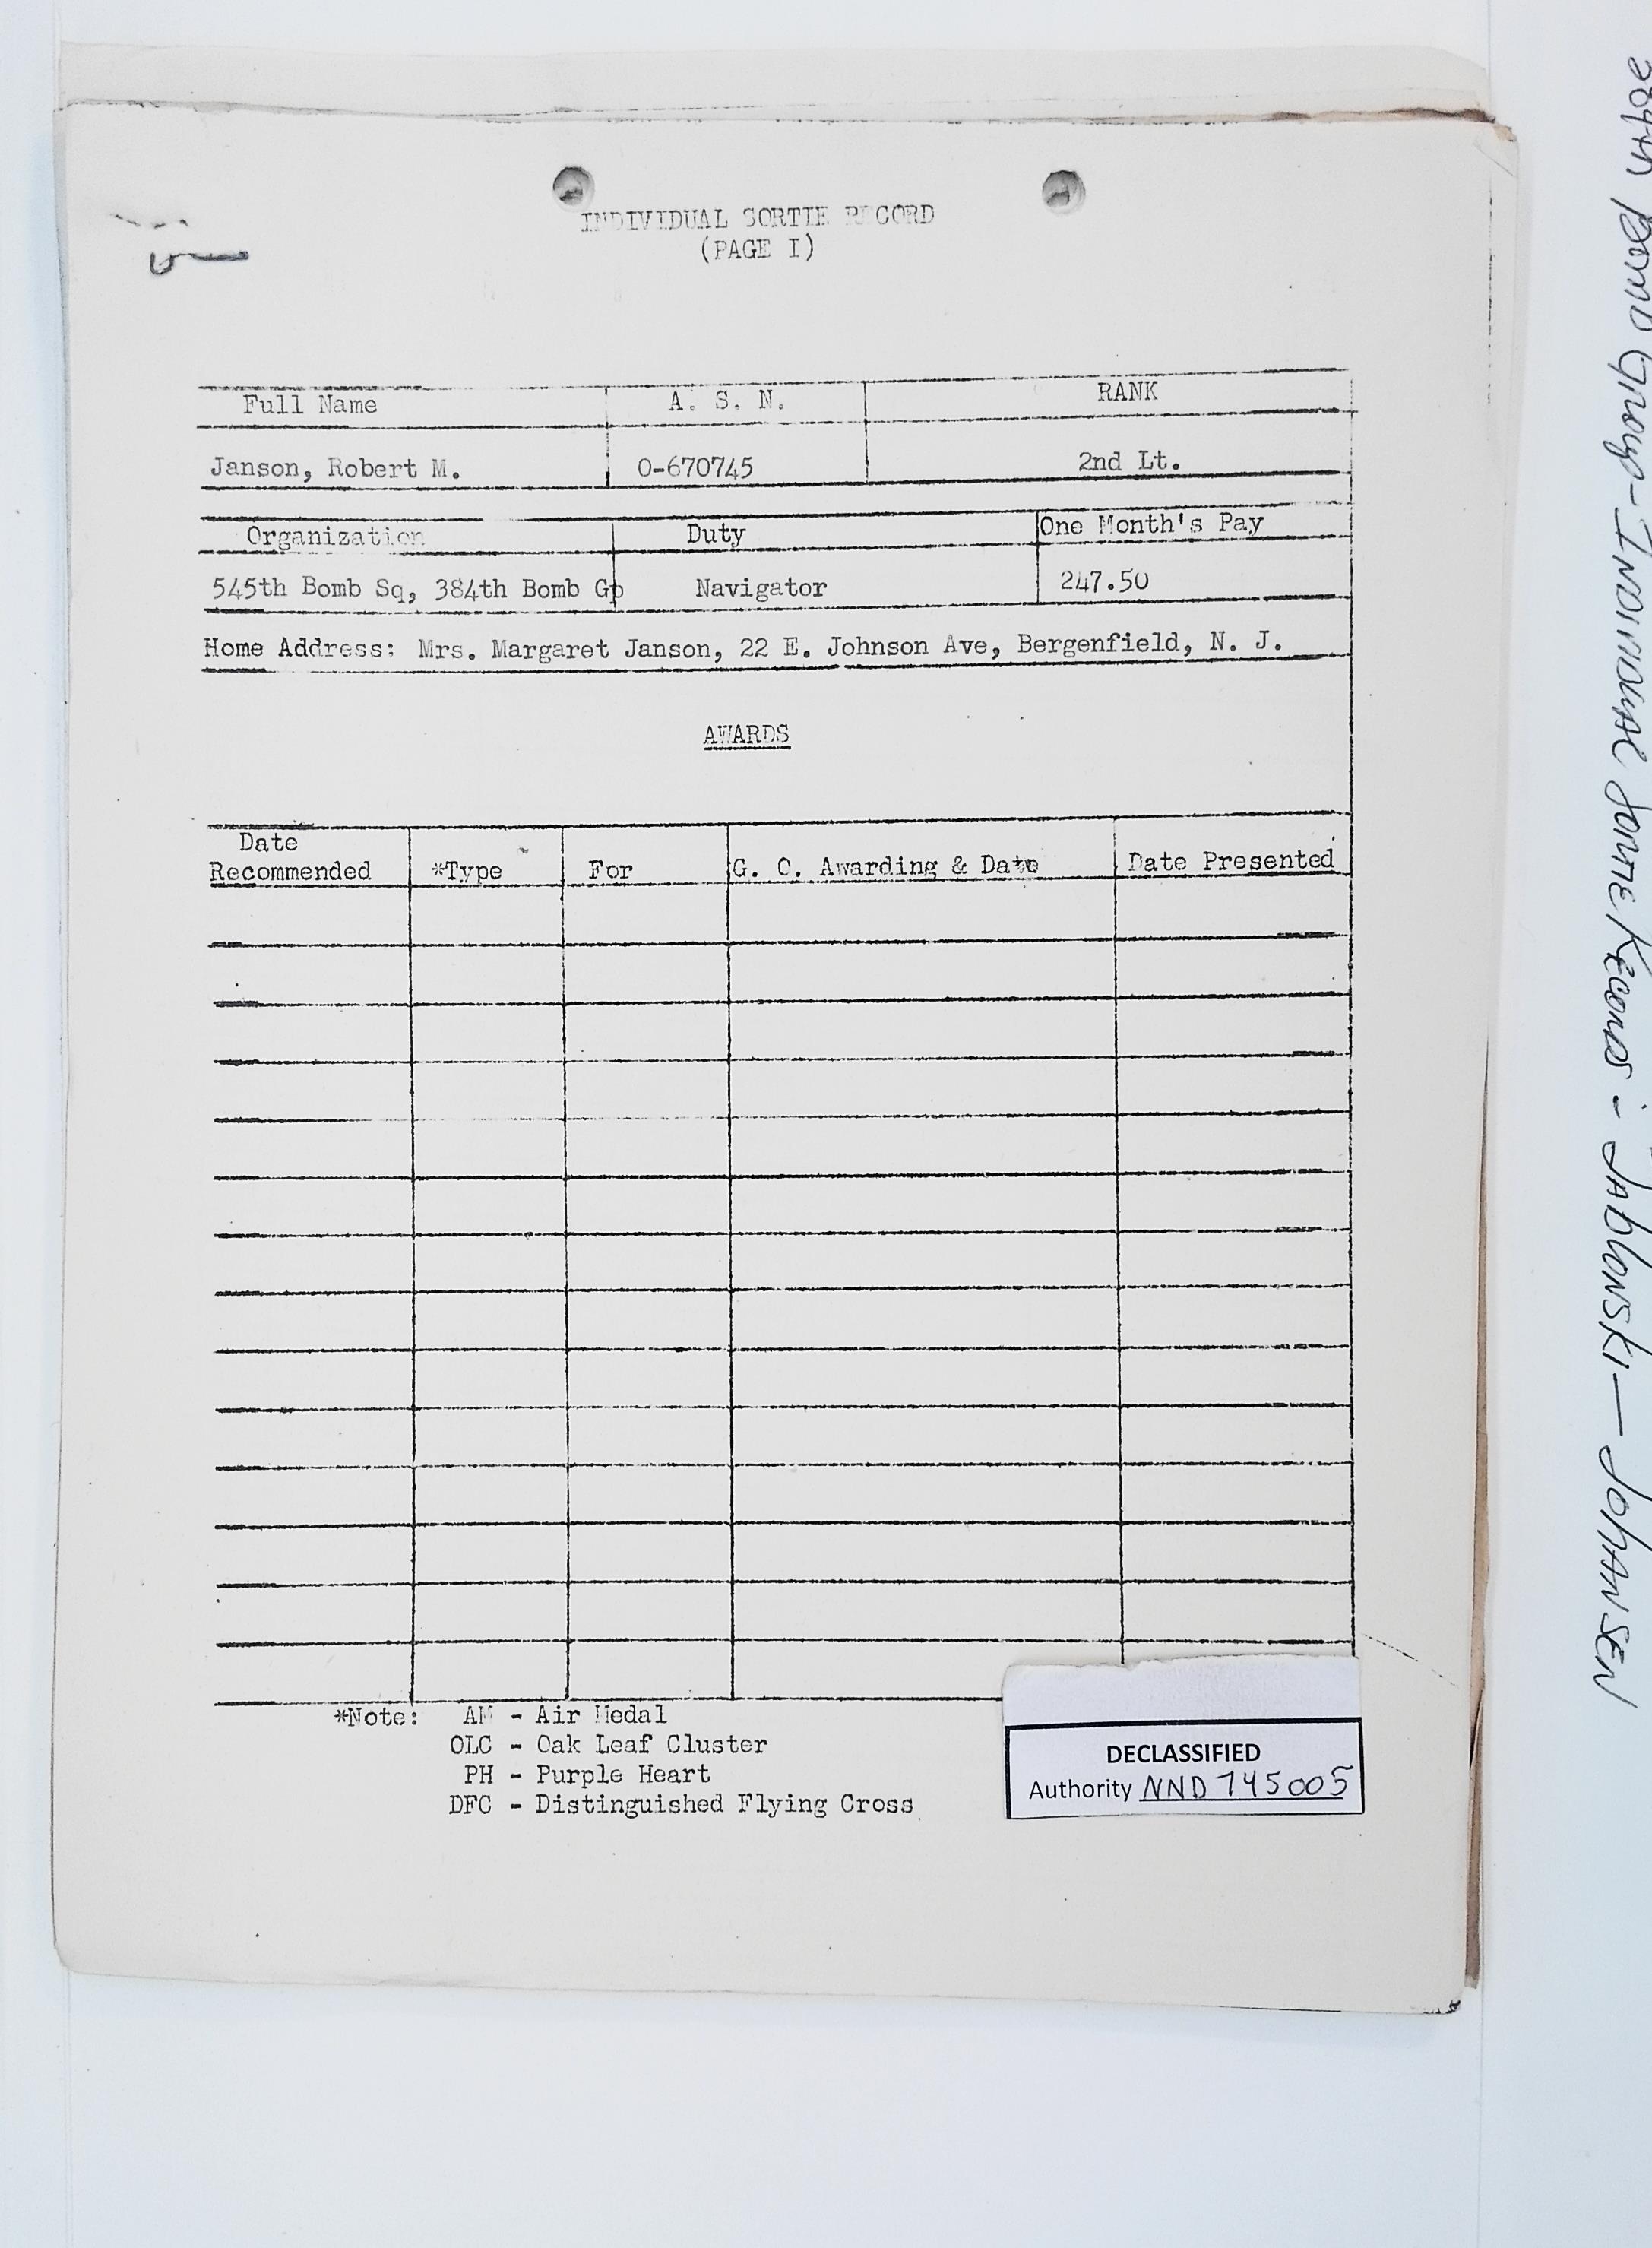 INDIVIDUAL SORTIE RECORD
(PAGE I)
Full Name A. S. N. RANK
Janson, Robert M. O-670745 2nd Lt.
Organization Duty One Month's Pay
545th Bomb Sq, 384th Bomb Gp Navigator 247.50
Home Address: Mrs. Margaret Janson, 22 E. Johnson Ave, Bergenfield, N. J.
AWARDS
Date
Recommended *Type For G. O. Awarding & Date Date Presented
*Note: AM - Air Medal
OLC - Oak Leaf Cluster
PH - Purple Heart
DFC - Distinguished Flying Cross
DECLASSIFIED
Authority NND 745005
384th Bomb Group - Individual Sortie Records : - Jablonski — Johansen